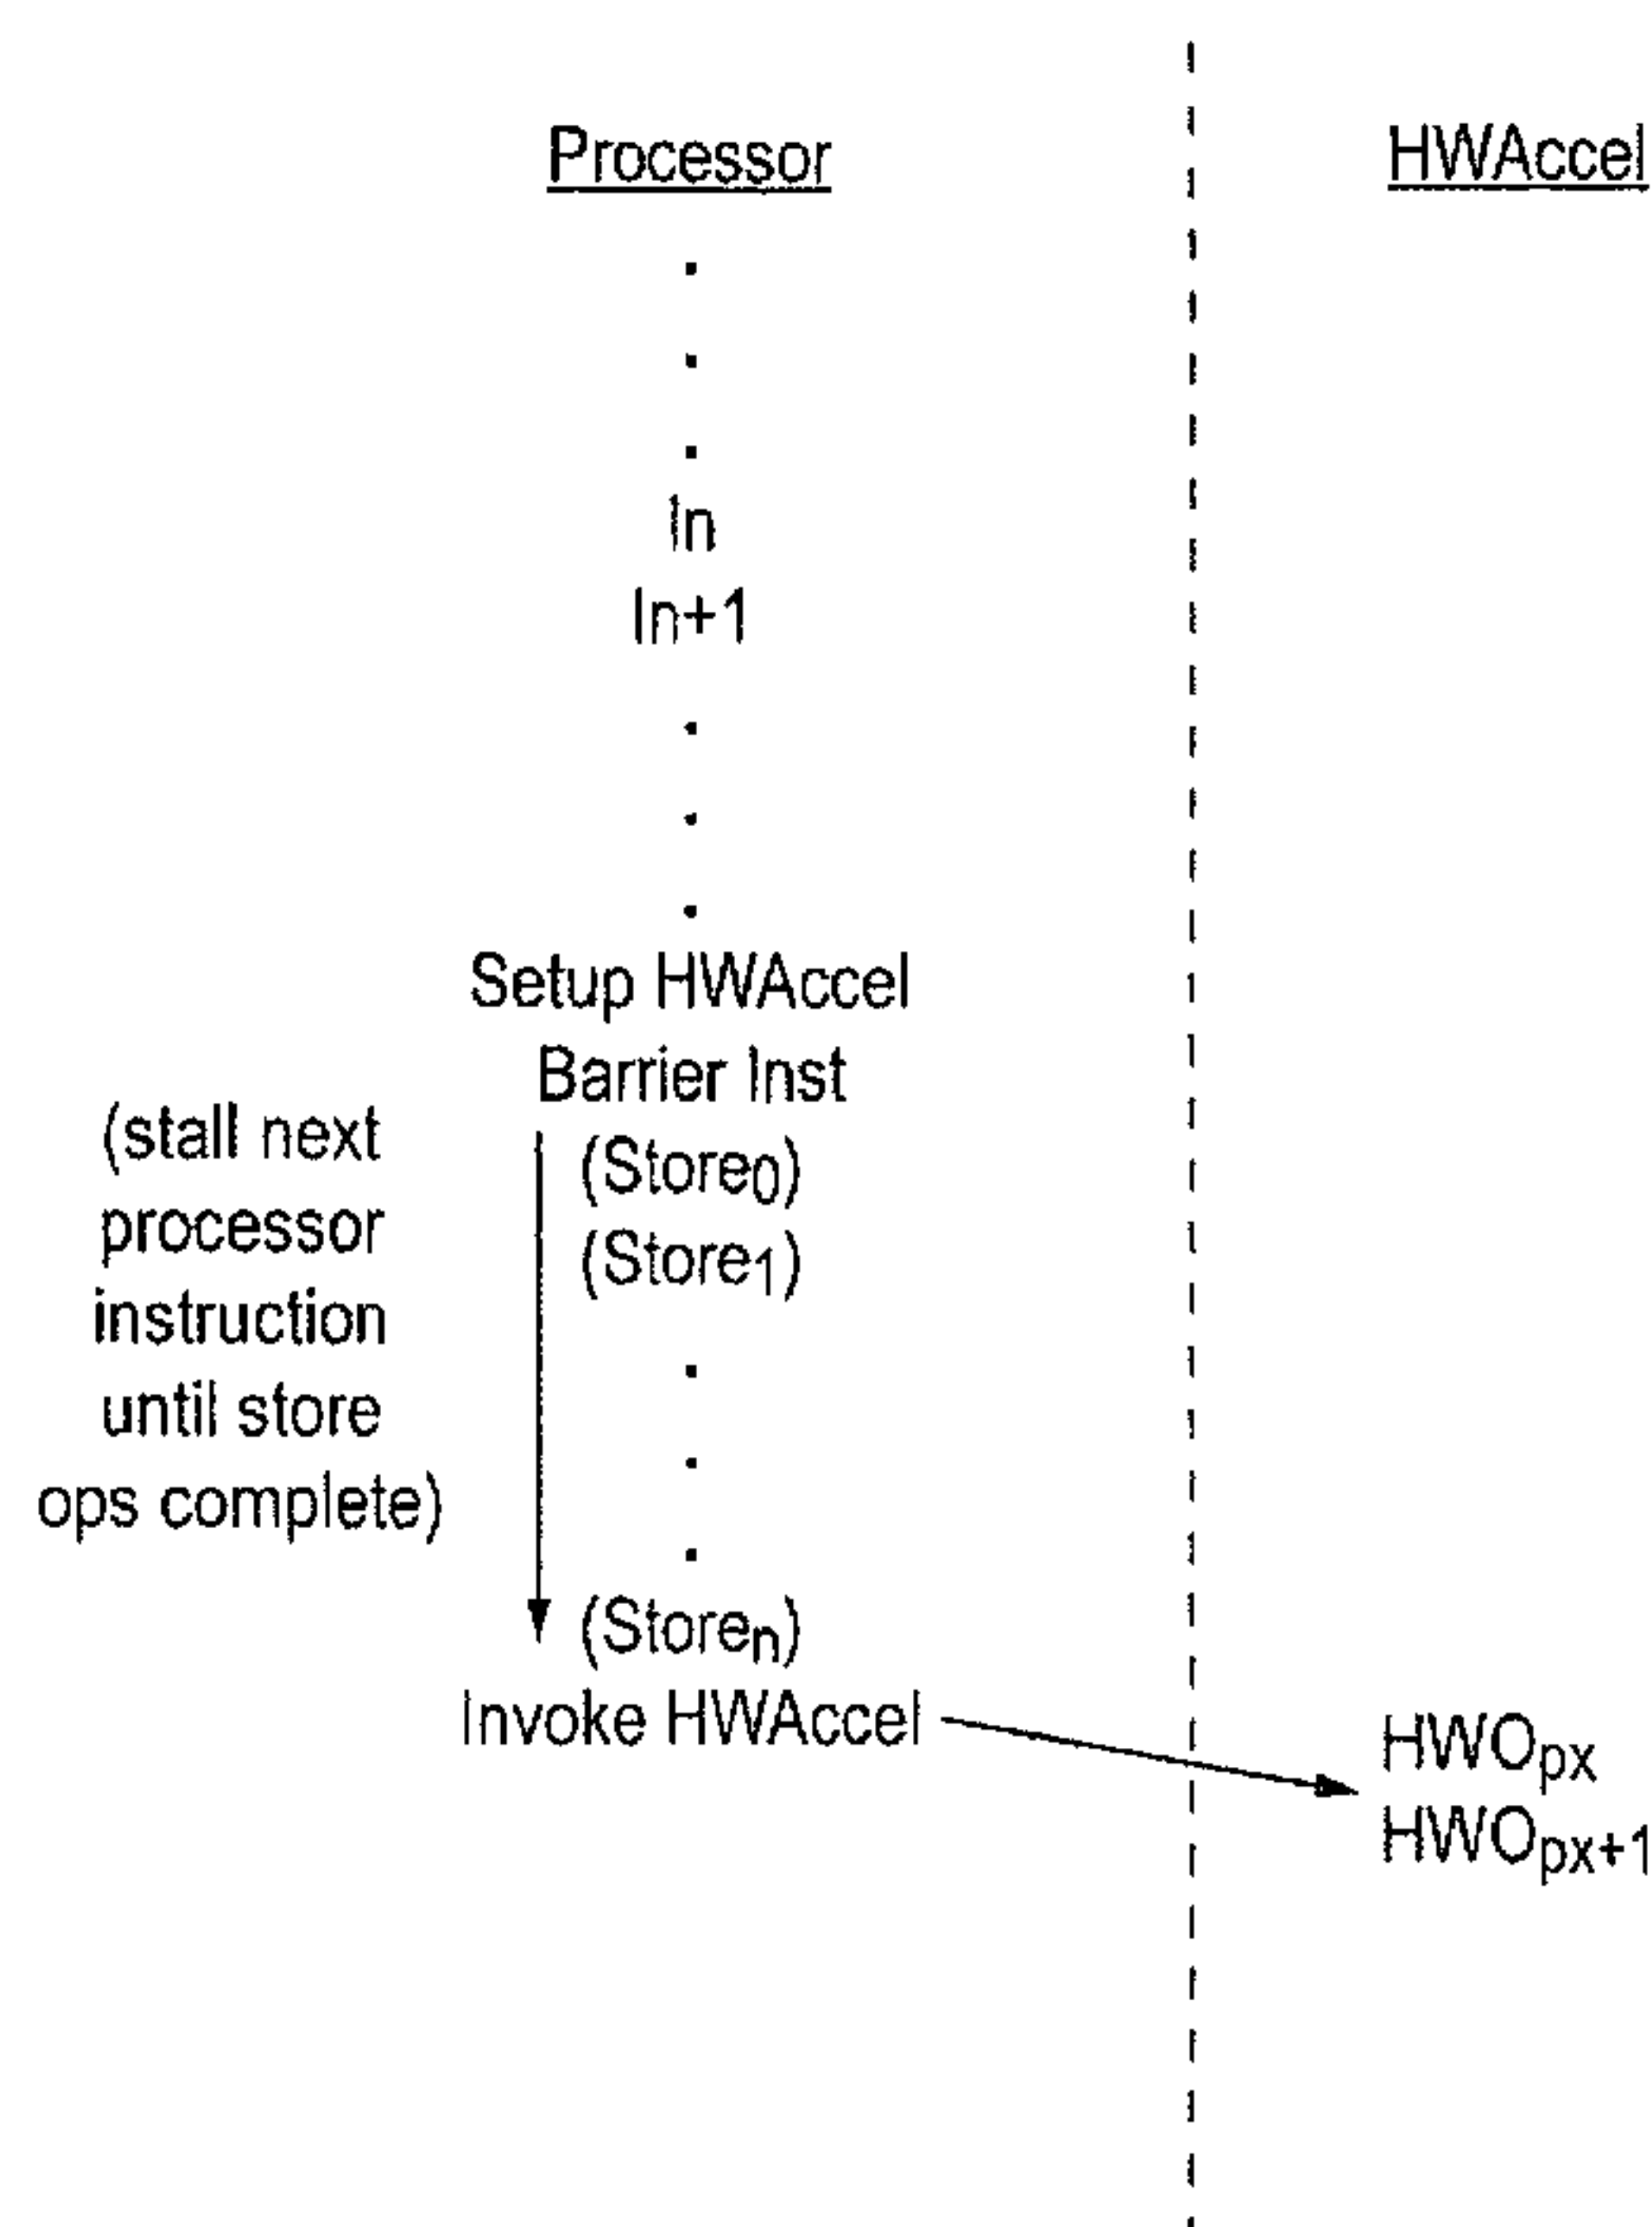 Processor HWAccel
In
In+1
Setup HWAccel
Barrier Inst
(stall next
processor
instruction
until store
ops complete)
(Store0)
(Store1)
(Storen)
Invoke HWAccel
HWOpx
HWOpx+1